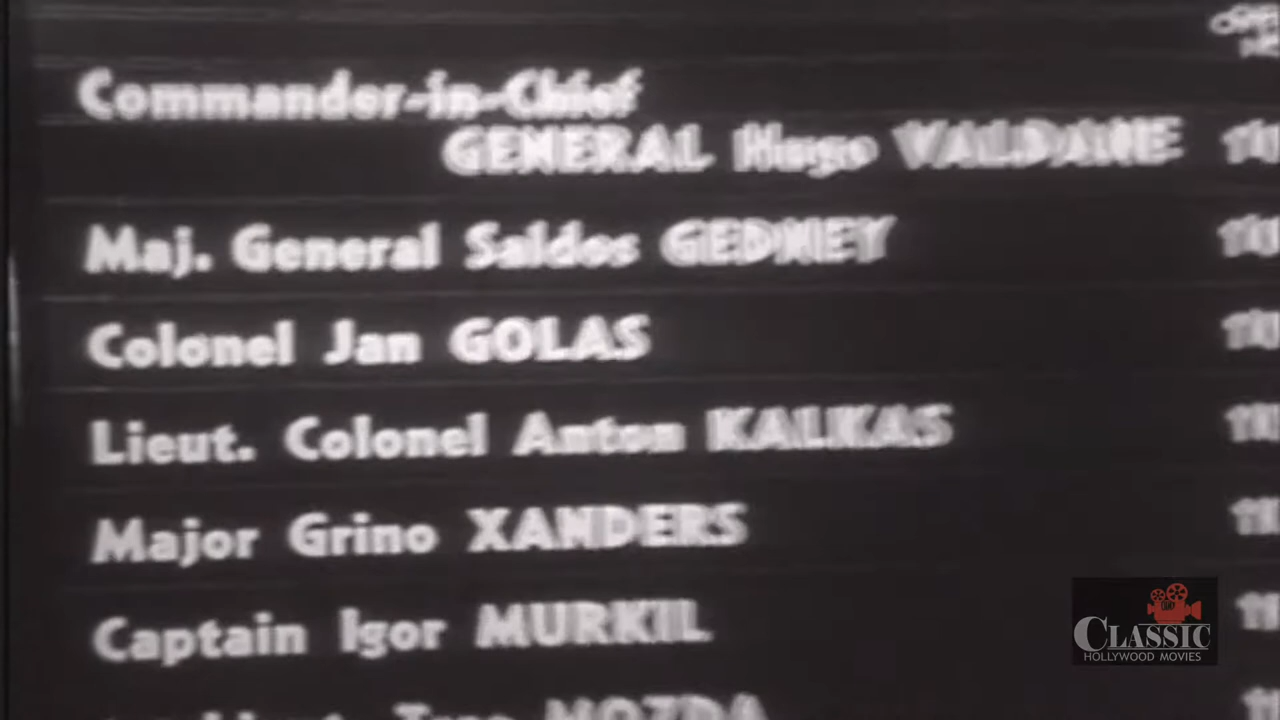 Commander-in-Chief
GENERAL Hugo VALDANE
Maj. General Saldos GEDNEY
Colonel Jan GOLAS
Lieut. Colonel Anton KALKAS
Major Grino XANDERS
Captain Igor MURKIL
CLASSIC
HOLLYWOOD MOVIES